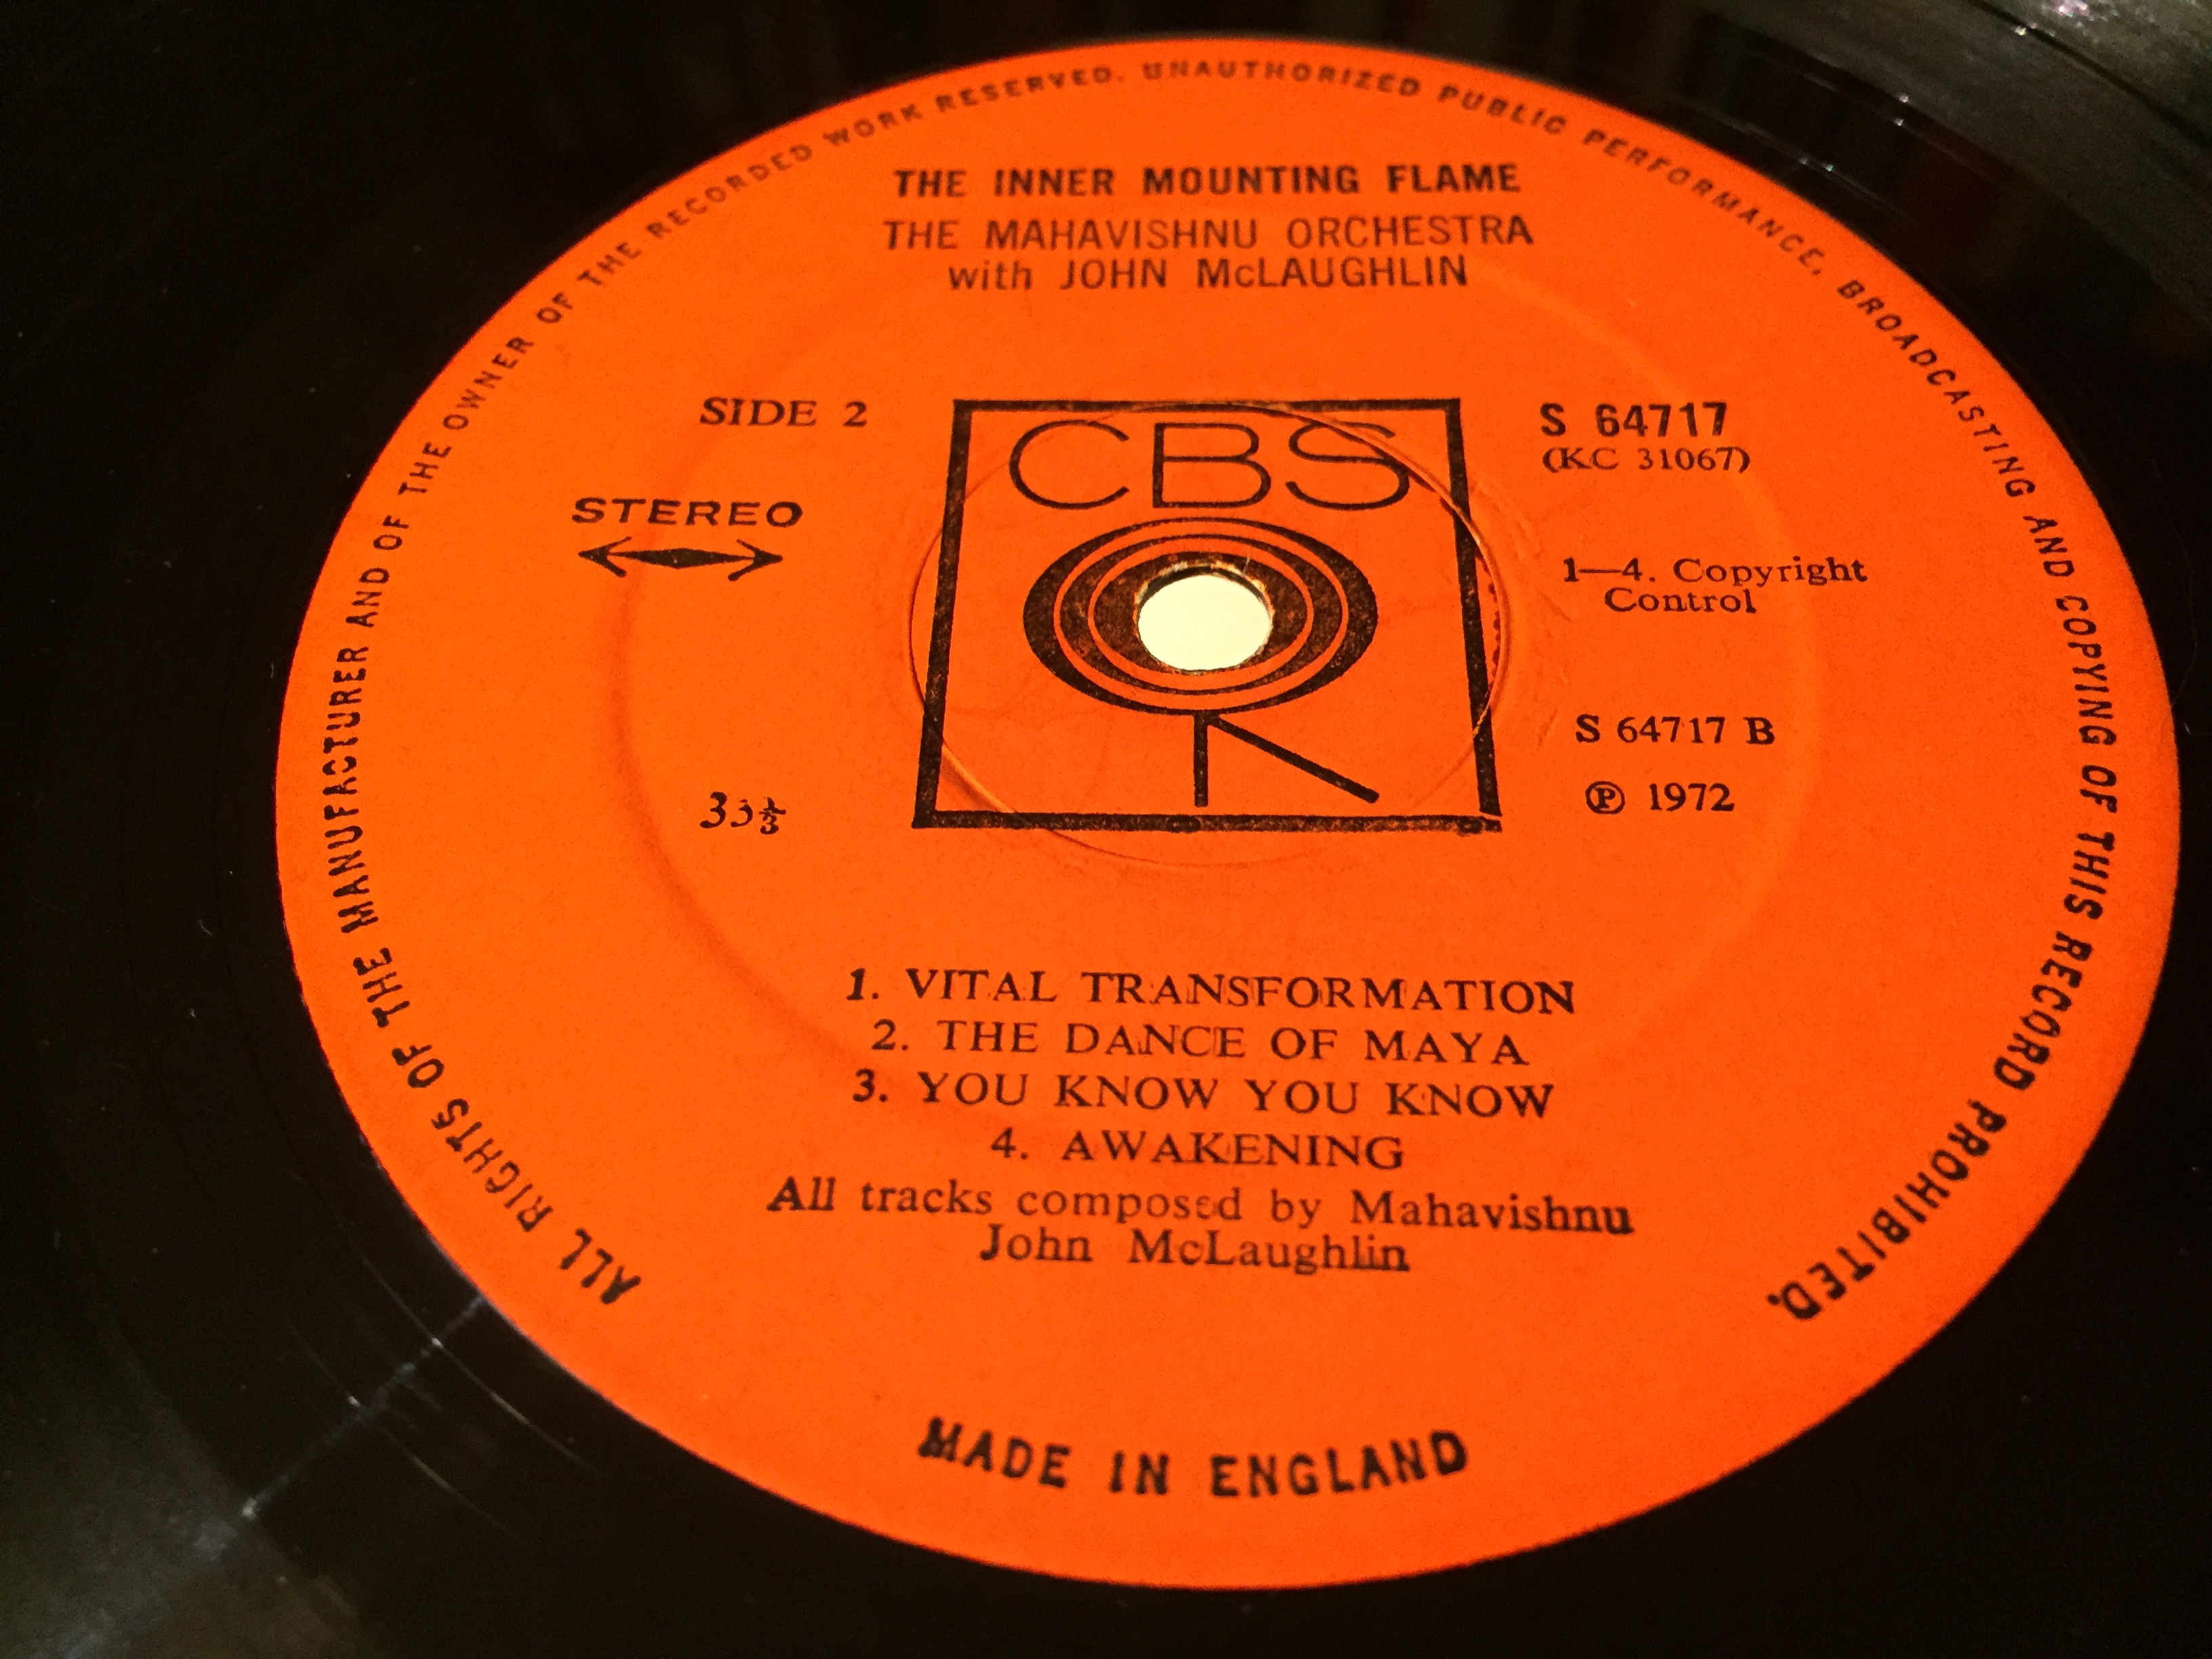 ALL RIGHTS OF THE MANUFACTURER AND OF THE OWNER OF THE RECORDED WORK RESERVED. UNAUTHORIZED PUBLIC PERFORMANCE, BROADCASTING AND COPYING OF THIS RECORD PROHIBITED.
THE INNER MOUNTING FLAME
THE MAHAVISHNU ORCHESTRA
with JOHN McLAUGHLIN
SIDE 2
STEREO
33⅓
CBS
S 64717
(KC 31067)
1—4. Copyright
Control
S 64717 B
℗ 1972
1. VITAL TRANSFORMATION
2. THE DANCE OF MAYA
3. YOU KNOW YOU KNOW
4. AWAKENING
All tracks composed by Mahavishnu
John McLaughlin
MADE IN ENGLAND